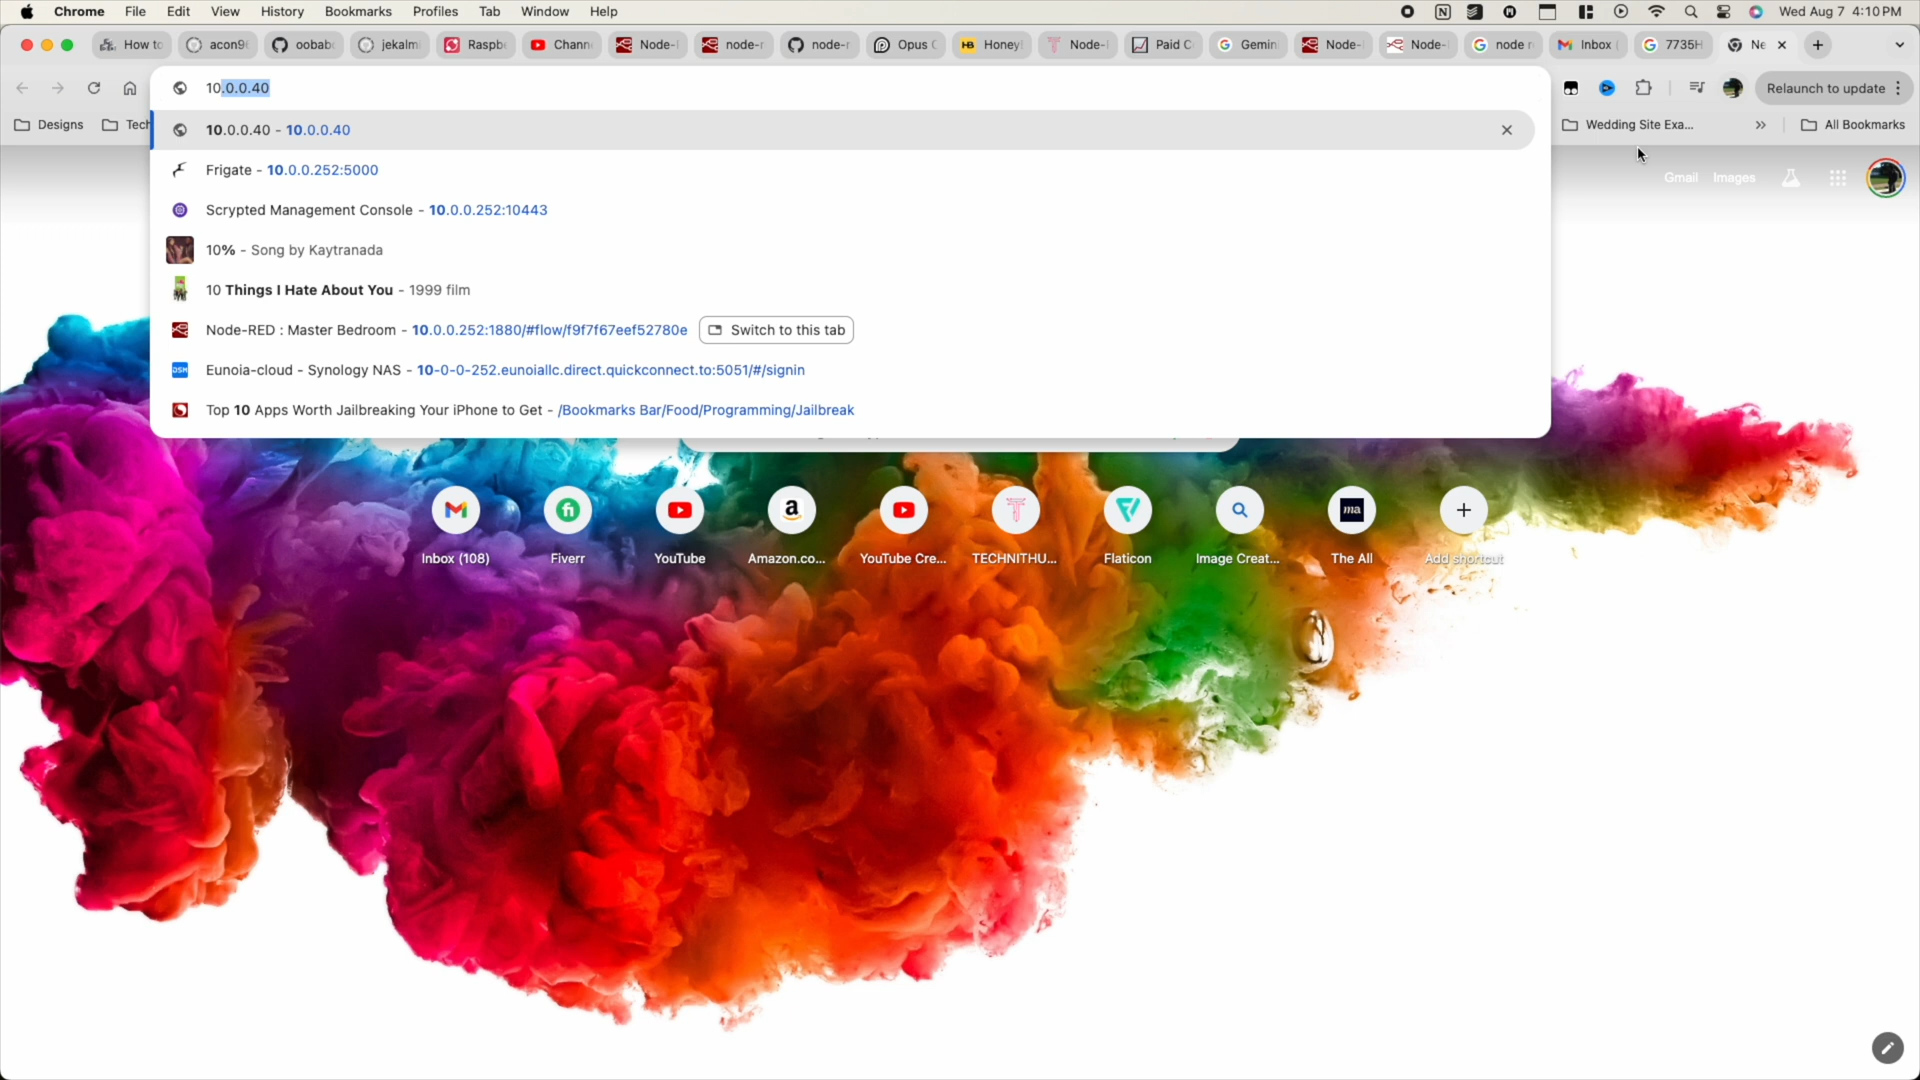 Chrome File Edit View History Bookmarks Profiles Tab Window Help Wed Aug 7 4:10 PM
How to acon96 oobabo jekalm Raspb Chann Node- node-r node-r Opus C Honey Node- Paid C Gemin Node- Node- node r Inbox ( 7735H Ne
10.0.0.40 Relaunch to update
Designs Tech Wedding Site Exa... » All Bookmarks
10.0.0.40 - 10.0.0.40
Frigate - 10.0.0.252:5000
Gmail Images
Scrypted Management Console - 10.0.0.252:10443
10% - Song by Kaytranada
10 Things I Hate About You - 1999 film
Node-RED : Master Bedroom - 10.0.0.252:1880/#flow/f9f7f67eef52780e Switch to this tab
DSM Eunoia-cloud - Synology NAS - 10-0-0-252.eunoiallc.direct.quickconnect.to:5051/#/signin
Top 10 Apps Worth Jailbreaking Your iPhone to Get - /Bookmarks Bar/Food/Programming/Jailbreak
Inbox (108) Fiverr YouTube Amazon.co... YouTube Cre... TECHNITHU... Flaticon Image Creat... The All Add shortcut